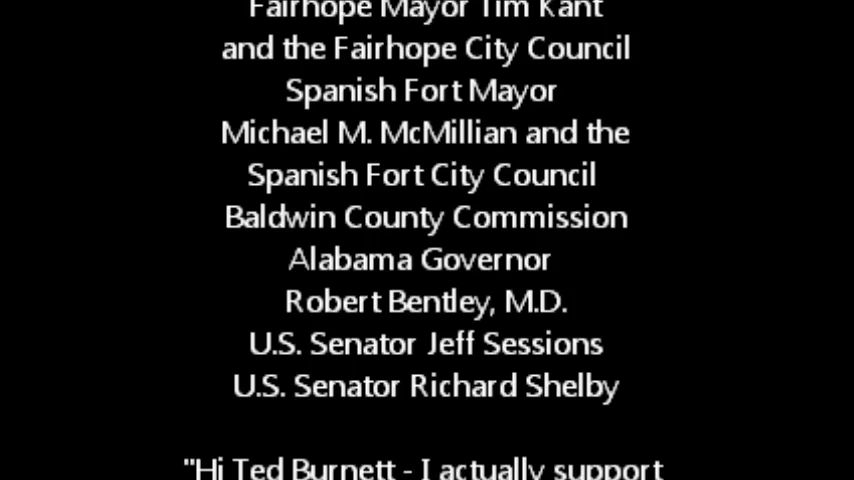 Fairhope Mayor Tim Kant
and the Fairhope City Council
Spanish Fort Mayor
Michael M. McMillian and the
Spanish Fort City Council
Baldwin County Commission
Alabama Governor
Robert Bentley, M.D.
U.S. Senator Jeff Sessions
U.S. Senator Richard Shelby
"Hi Ted Burnett - I actually support